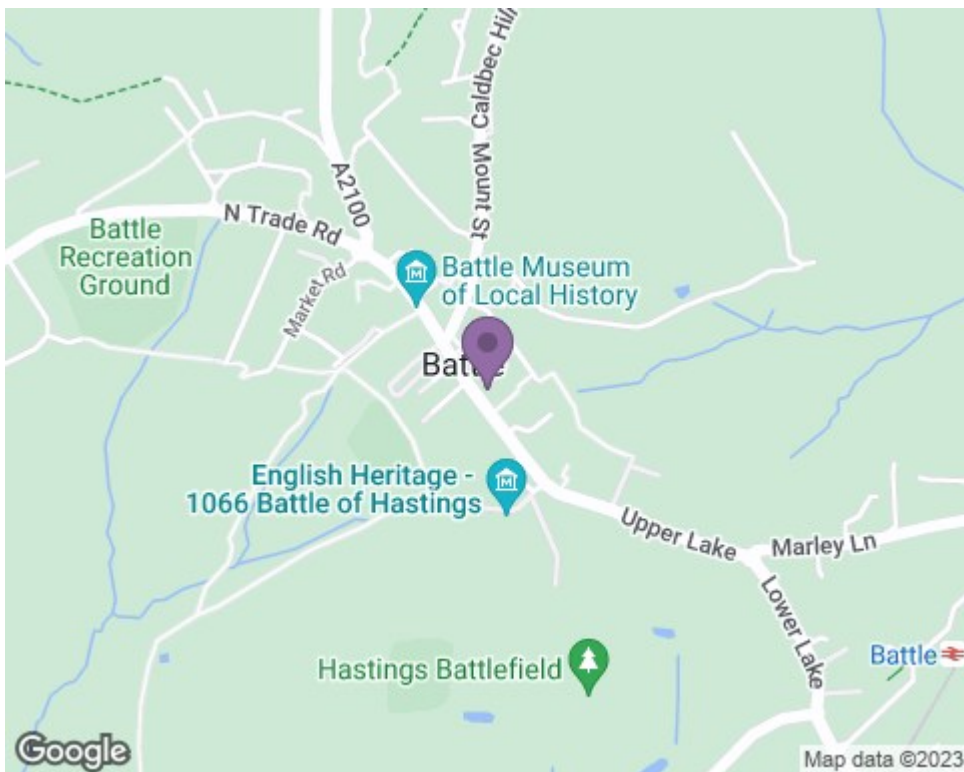 Caldbec Hill
Mount St
A2100
N Trade Rd
Battle
Recreation
Ground
Market Rd
M
Battle Museum
of Local History
Battle
English Heritage -
1066 Battle of Hastings
M
Upper Lake
Marley Ln
Lower Lake
Hastings Battlefield
Battle
Google
Map data ©2023